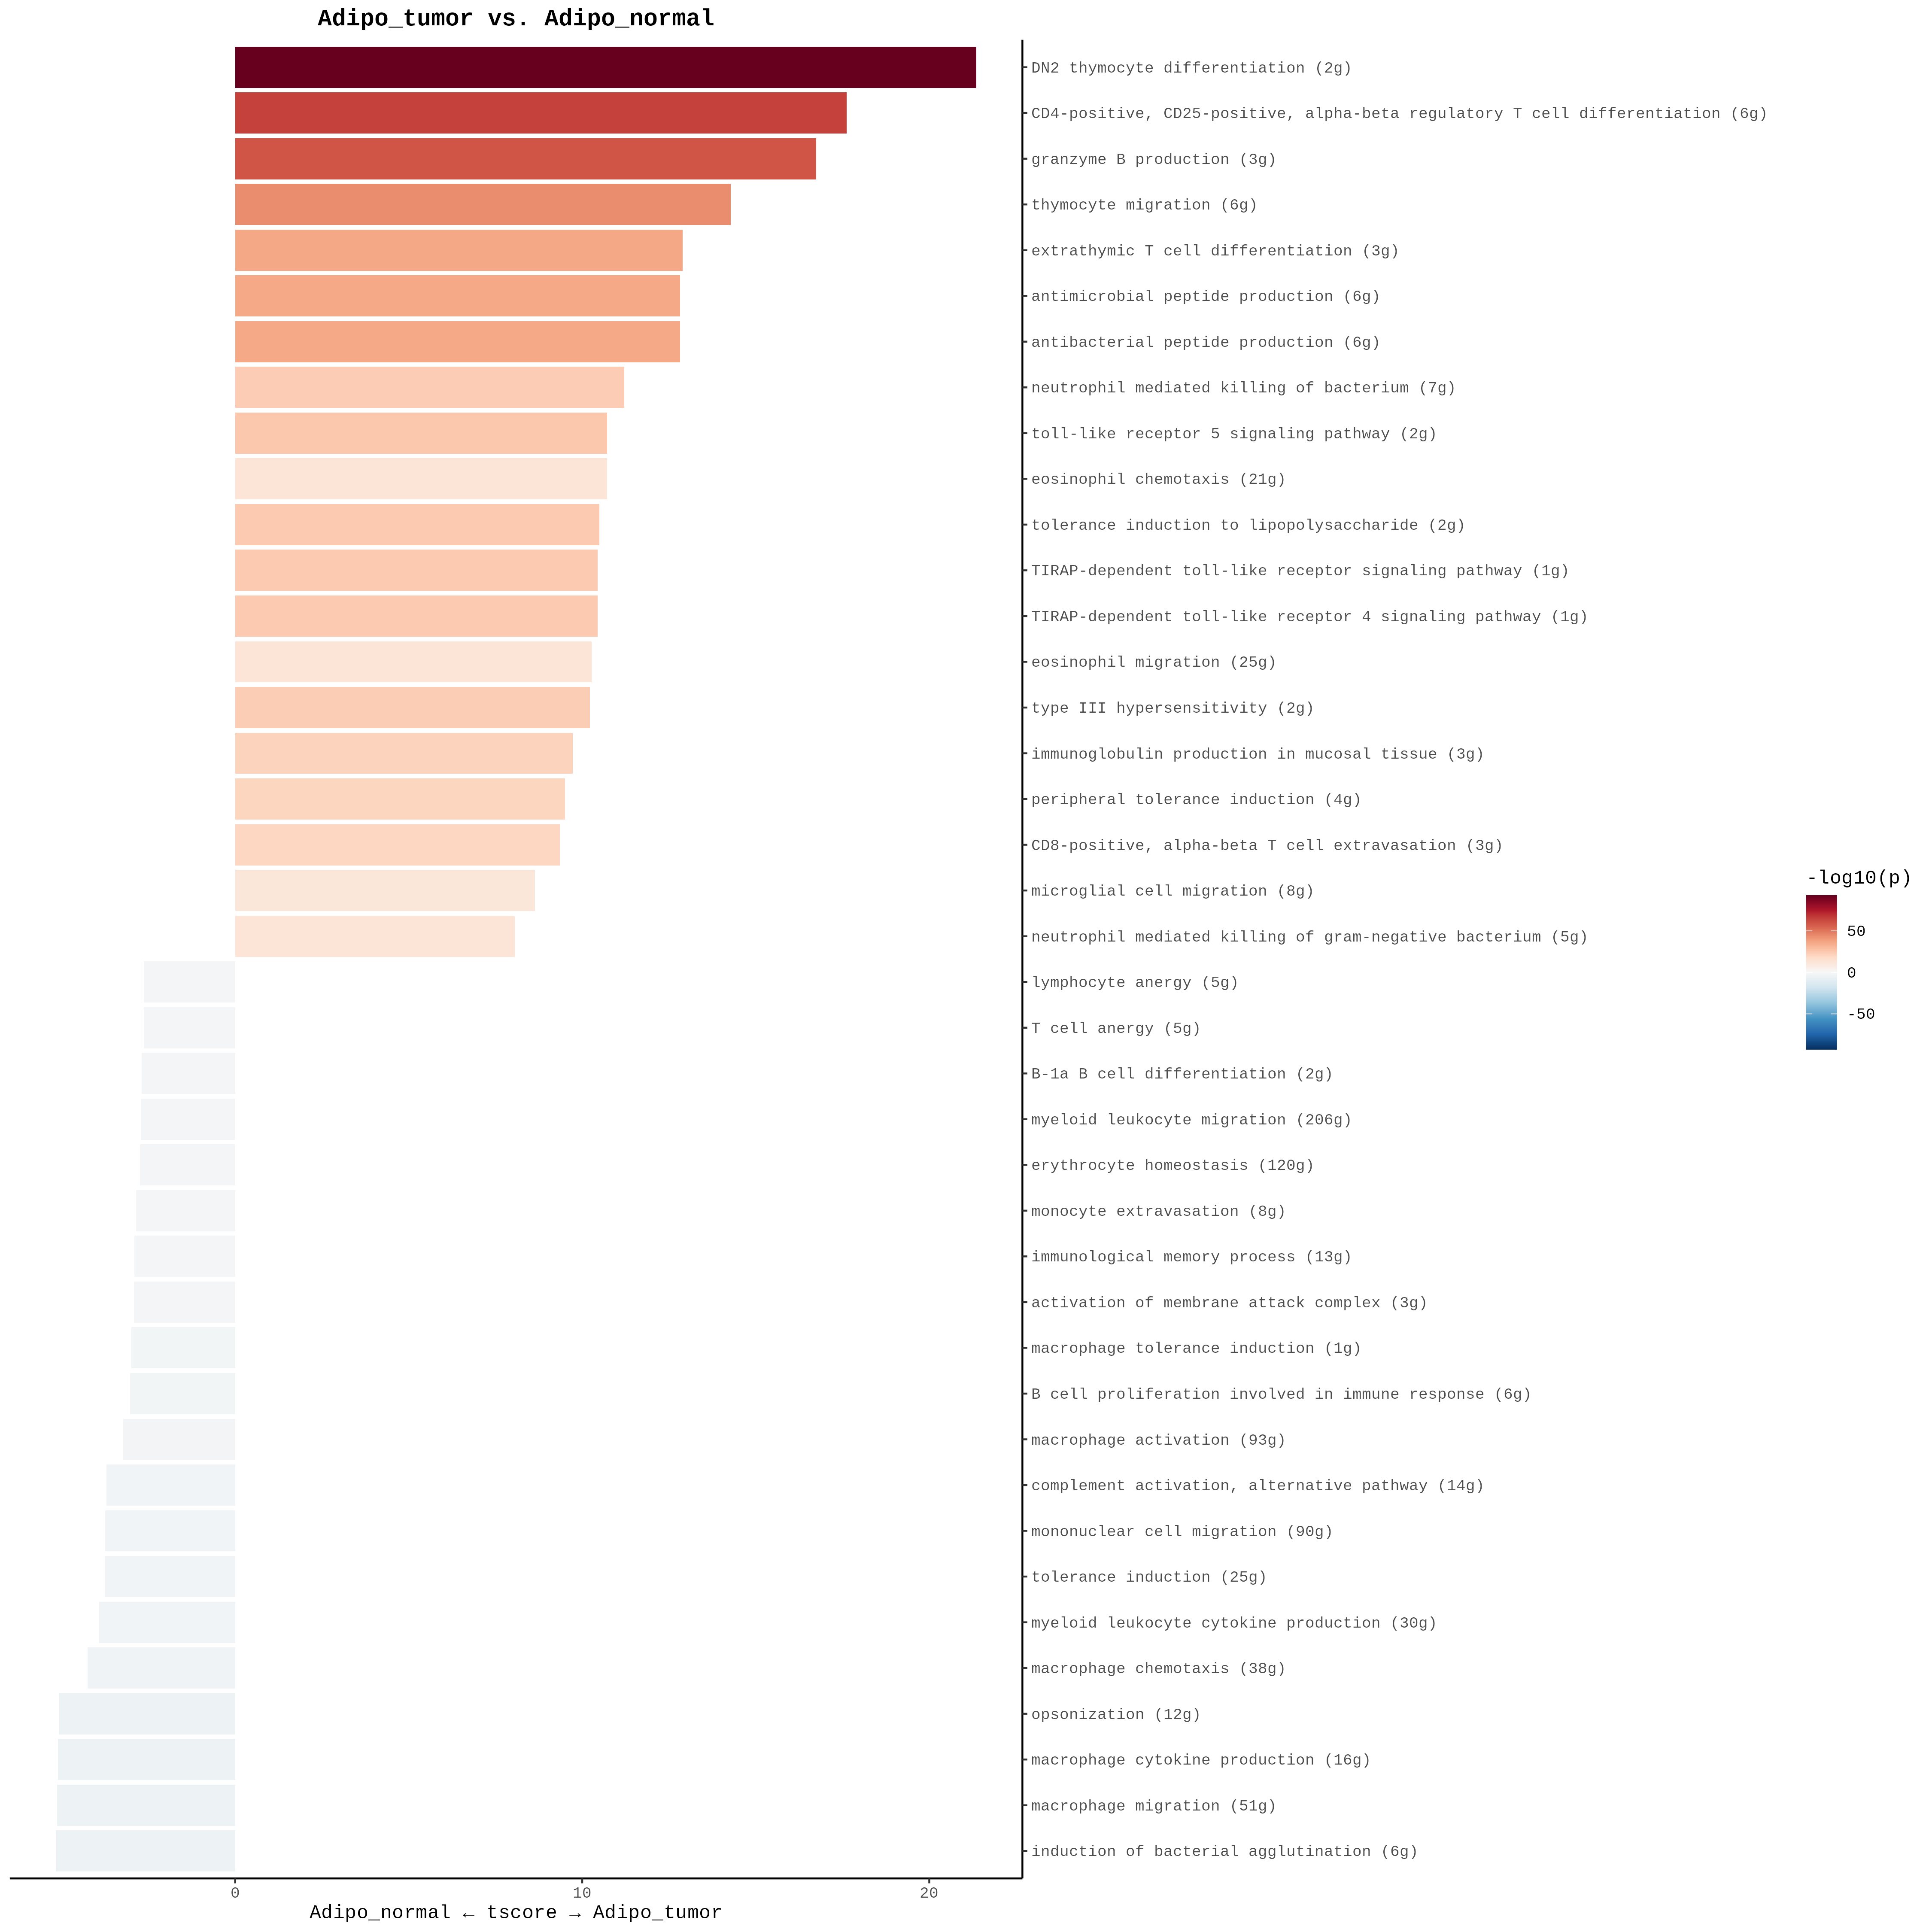 Adipo_tumor vs. Adipo_normal
DN2 thymocyte differentiation (2g)
CD4-positive, CD25-positive, alpha-beta regulatory T cell differentiation (6g)
granzyme B production (3g)
thymocyte migration (6g)
extrathymic T cell differentiation (3g)
antimicrobial peptide production (6g)
antibacterial peptide production (6g)
neutrophil mediated killing of bacterium (7g)
toll-like receptor 5 signaling pathway (2g)
eosinophil chemotaxis (21g)
tolerance induction to lipopolysaccharide (2g)
TIRAP-dependent toll-like receptor signaling pathway (1g)
TIRAP-dependent toll-like receptor 4 signaling pathway (1g)
eosinophil migration (25g)
type III hypersensitivity (2g)
immunoglobulin production in mucosal tissue (3g)
peripheral tolerance induction (4g)
CD8-positive, alpha-beta T cell extravasation (3g)
microglial cell migration (8g)
neutrophil mediated killing of gram-negative bacterium (5g)
lymphocyte anergy (5g)
T cell anergy (5g)
B-1a B cell differentiation (2g)
myeloid leukocyte migration (206g)
erythrocyte homeostasis (120g)
monocyte extravasation (8g)
immunological memory process (13g)
activation of membrane attack complex (3g)
macrophage tolerance induction (1g)
B cell proliferation involved in immune response (6g)
macrophage activation (93g)
complement activation, alternative pathway (14g)
mononuclear cell migration (90g)
tolerance induction (25g)
myeloid leukocyte cytokine production (30g)
macrophage chemotaxis (38g)
opsonization (12g)
macrophage cytokine production (16g)
macrophage migration (51g)
induction of bacterial agglutination (6g)
0 10 20
Adipo_normal ← tscore → Adipo_tumor
-log10(p)
50
0
-50